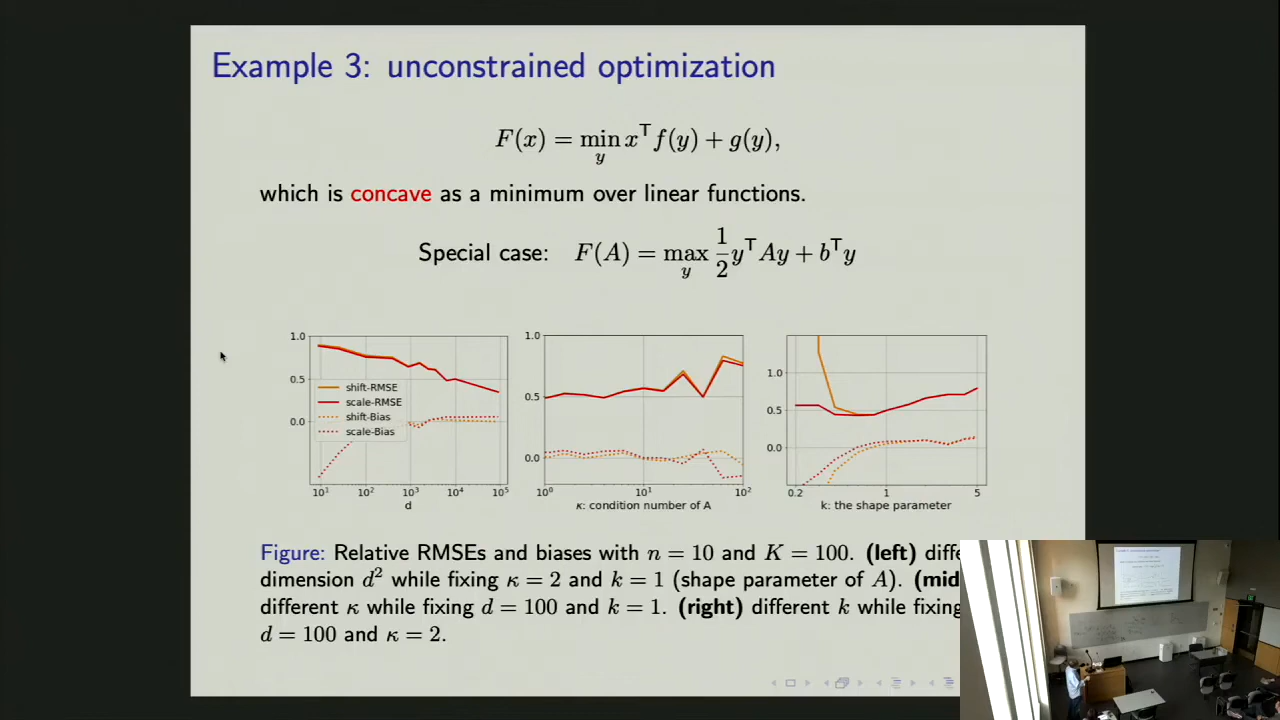 Example 3: unconstrained optimization
F(x) = min_y x^T f(y) + g(y),
which is concave as a minimum over linear functions.
Special case: F(A) = max_y 1/2 y^T Ay + b^T y
1.0
0.5
0.0
shift-RMSE
scale-RMSE
shift-Bias
scale-Bias
10^1 10^2 10^3 10^4 10^5
d
1.0
0.5
0.0
10^0 10^1 10^2
κ: condition number of A
1.0
0.5
0.0
0.2 1 5
k: the shape parameter
Figure: Relative RMSEs and biases with n = 10 and K = 100. (left)
dimension d^2 while fixing κ = 2 and k = 1 (shape parameter of A).
different κ while fixing d = 100 and k = 1. (right) different k while fixing
d = 100 and κ = 2.